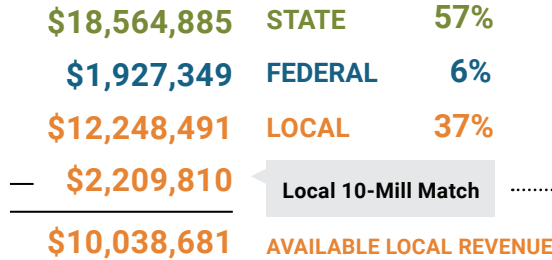 $18,564,885 STATE 57%
$1,927,349 FEDERAL 6%
$12,248,491 LOCAL 37%
— $2,209,810 Local 10-Mill Match
$10,038,681 AVAILABLE LOCAL REVENUE